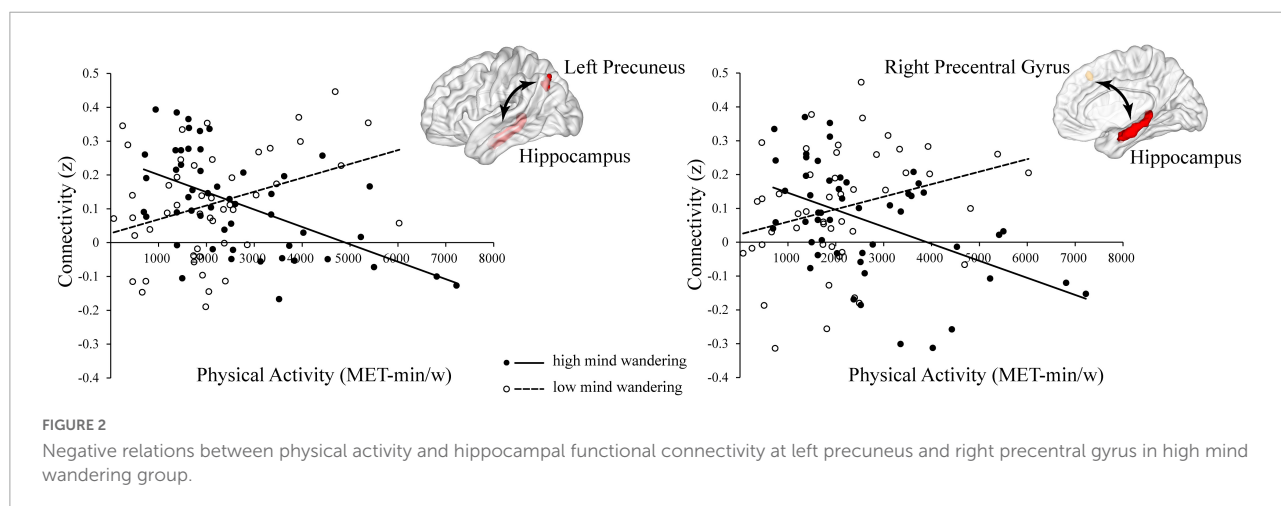 Left Precuneus
Hippocampus
0.5
0.4
0.3
0.2
0.1
0
-0.1
-0.2
-0.3
-0.4
Connectivity (z)
1000 2000 3000 4000 5000 6000 7000 8000
Physical Activity (MET-min/w)
high mind wandering
low mind wandering
Right Precentral Gyrus
Hippocampus
0.5
0.4
0.3
0.2
0.1
0
-0.1
-0.2
-0.3
-0.4
Connectivity (z)
1000 2000 3000 4000 5000 6000 7000 8000
Physical Activity (MET-min/w)
FIGURE 2
Negative relations between physical activity and hippocampal functional connectivity at left precuneus and right precentral gyrus in high mind
wandering group.